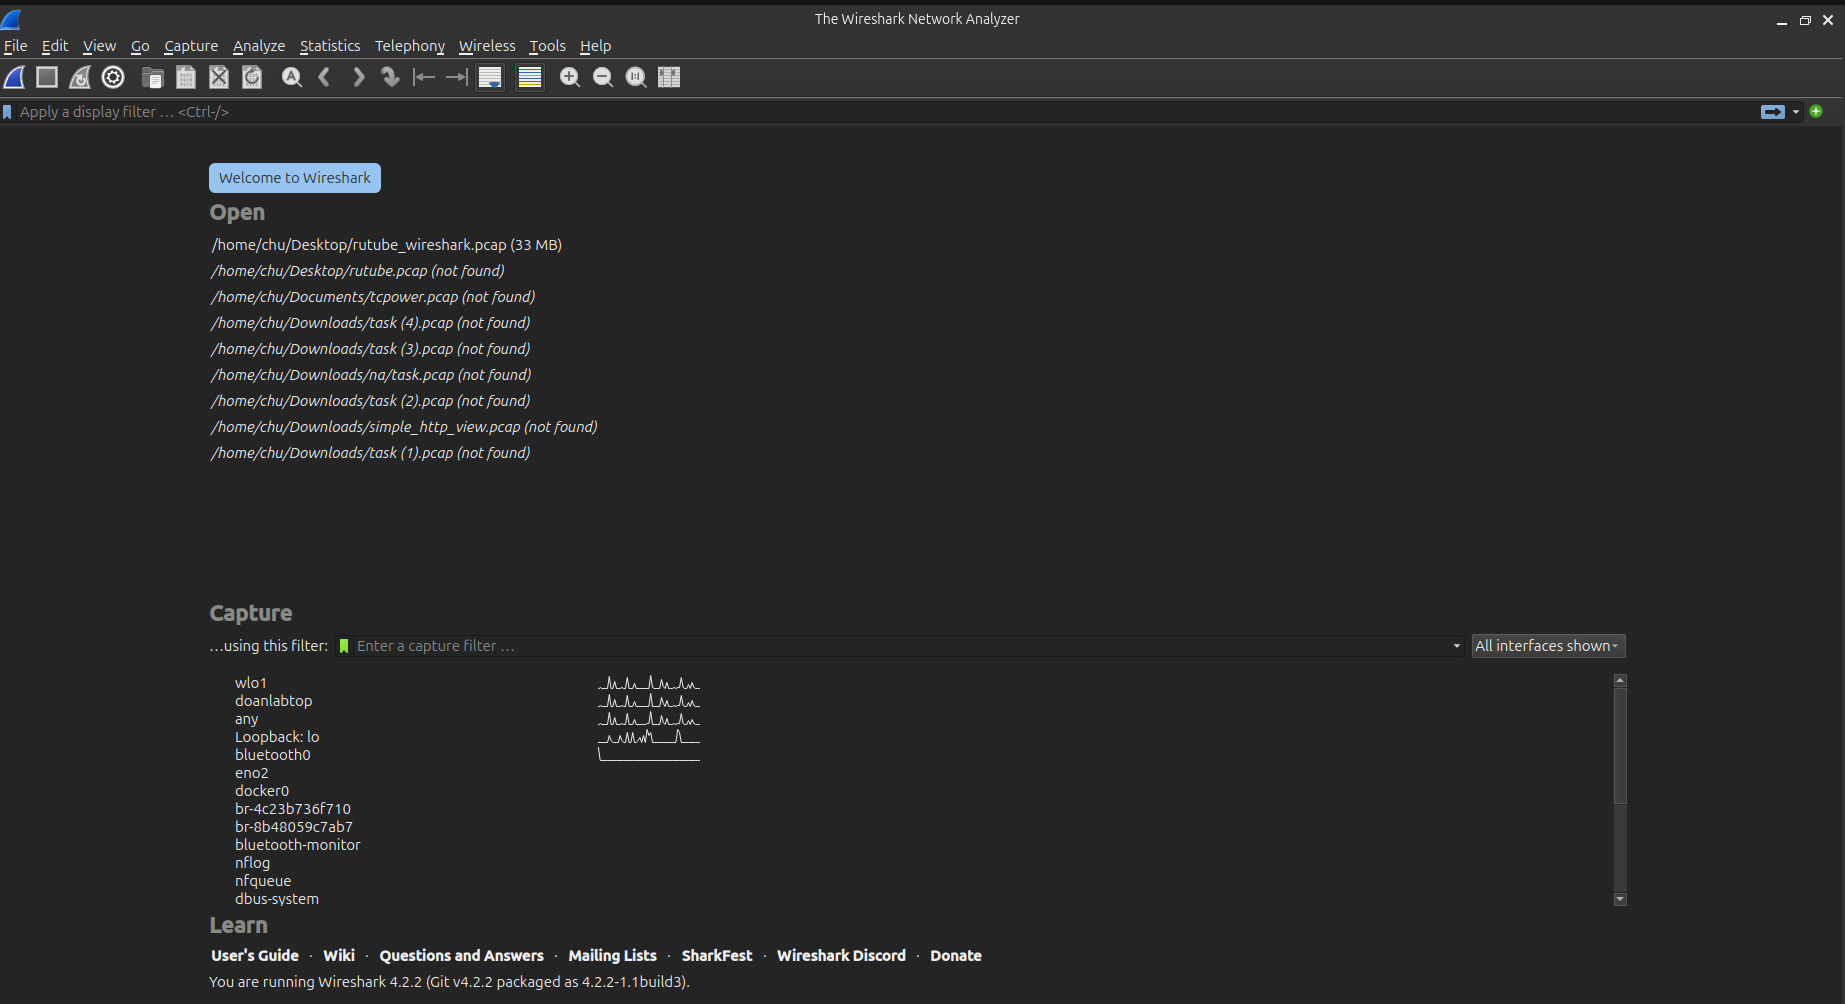 The Wireshark Network Analyzer
File Edit View Go Capture Analyze Statistics Telephony Wireless Tools Help
Apply a display filter … <Ctrl-/>
Welcome to Wireshark
Open
/home/chu/Desktop/rutube_wireshark.pcap (33 MB)
/home/chu/Desktop/rutube.pcap (not found)
/home/chu/Documents/tcpower.pcap (not found)
/home/chu/Downloads/task (4).pcap (not found)
/home/chu/Downloads/task (3).pcap (not found)
/home/chu/Downloads/na/task.pcap (not found)
/home/chu/Downloads/task (2).pcap (not found)
/home/chu/Downloads/simple_http_view.pcap (not found)
/home/chu/Downloads/task (1).pcap (not found)
Capture
…using this filter: Enter a capture filter … All interfaces shown
wlo1
doanlabtop
any
Loopback: lo
bluetooth0
eno2
docker0
br-4c23b736f710
br-8b48059c7ab7
bluetooth-monitor
nflog
nfqueue
dbus-system
Learn
User's Guide · Wiki · Questions and Answers · Mailing Lists · SharkFest · Wireshark Discord · Donate
You are running Wireshark 4.2.2 (Git v4.2.2 packaged as 4.2.2-1.1build3).